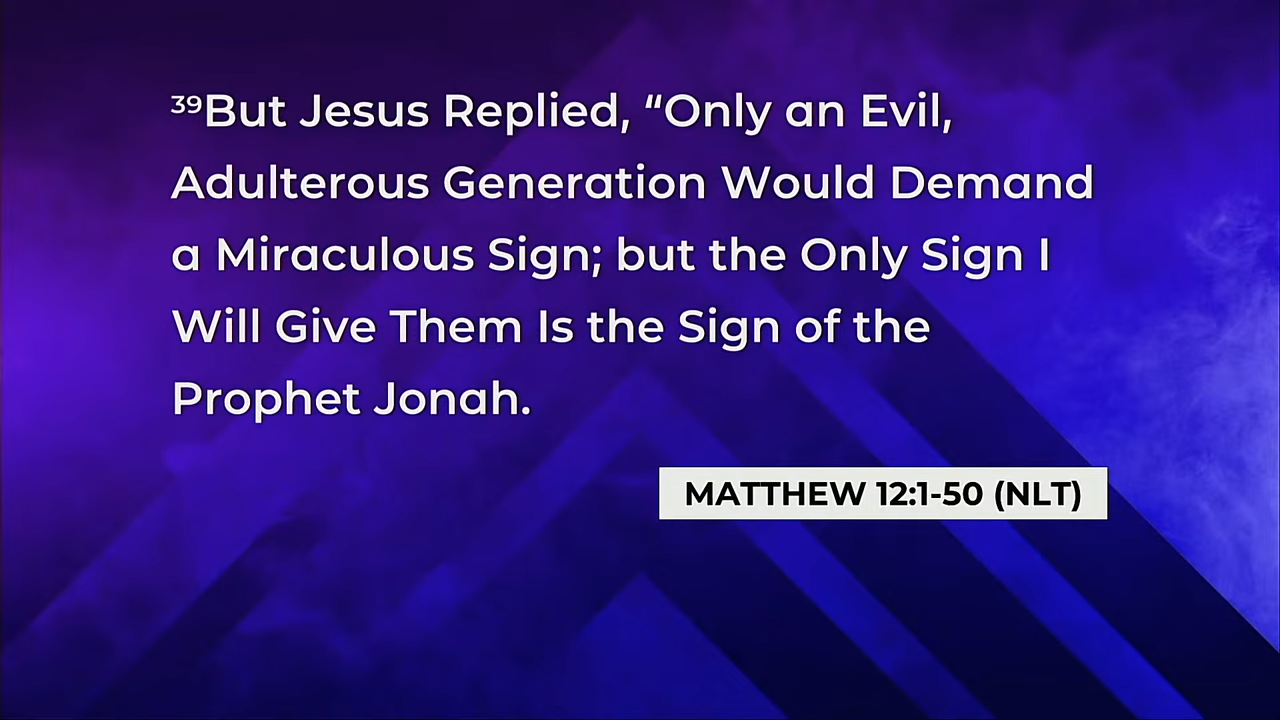 ³⁹But Jesus Replied, “Only an Evil,
Adulterous Generation Would Demand
a Miraculous Sign; but the Only Sign I
Will Give Them Is the Sign of the
Prophet Jonah.
MATTHEW 12:1-50 (NLT)